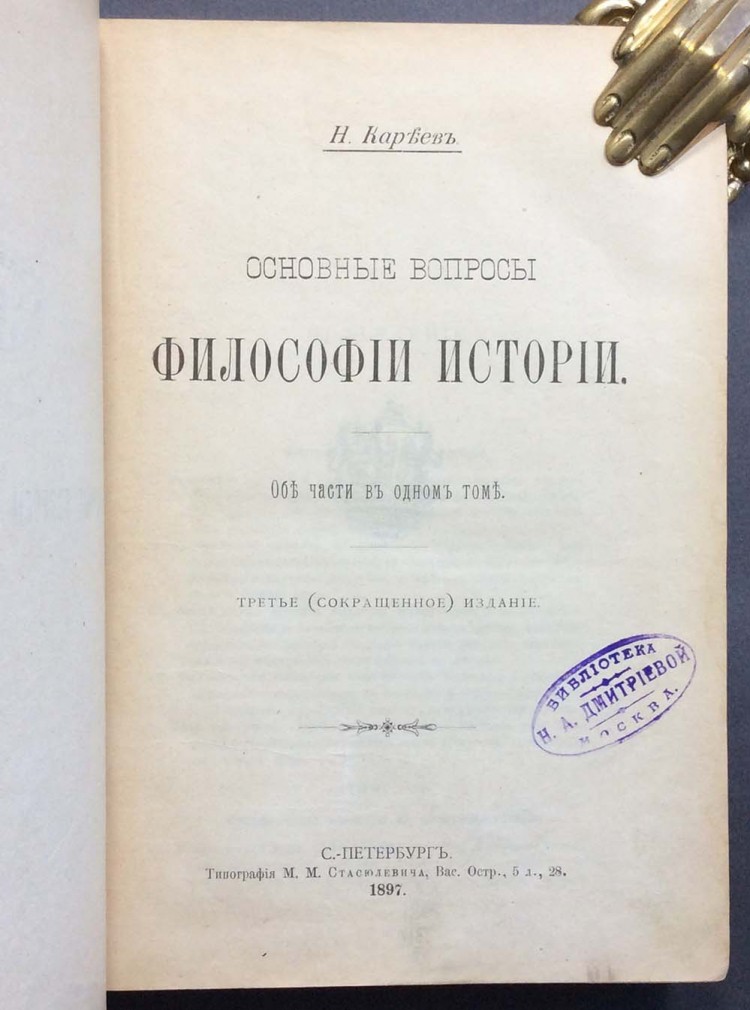 Н. Карѣевъ.
ОСНОВНЫЕ ВОПРОСЫ
ФИЛОСОФІИ ИСТОРІИ.
Обѣ части въ одномъ томѣ.
ТРЕТЬЕ (СОКРАЩЕННОЕ) ИЗДАНІЕ.
БИБЛІОТЕКА
Н. А. ДМИТРІЕВОЙ
МОСКВА.
С.-ПЕТЕРБУРГЪ.
Типографія М. М. Стасюлевича, Вас. Остр., 5 л., 28.
1897.